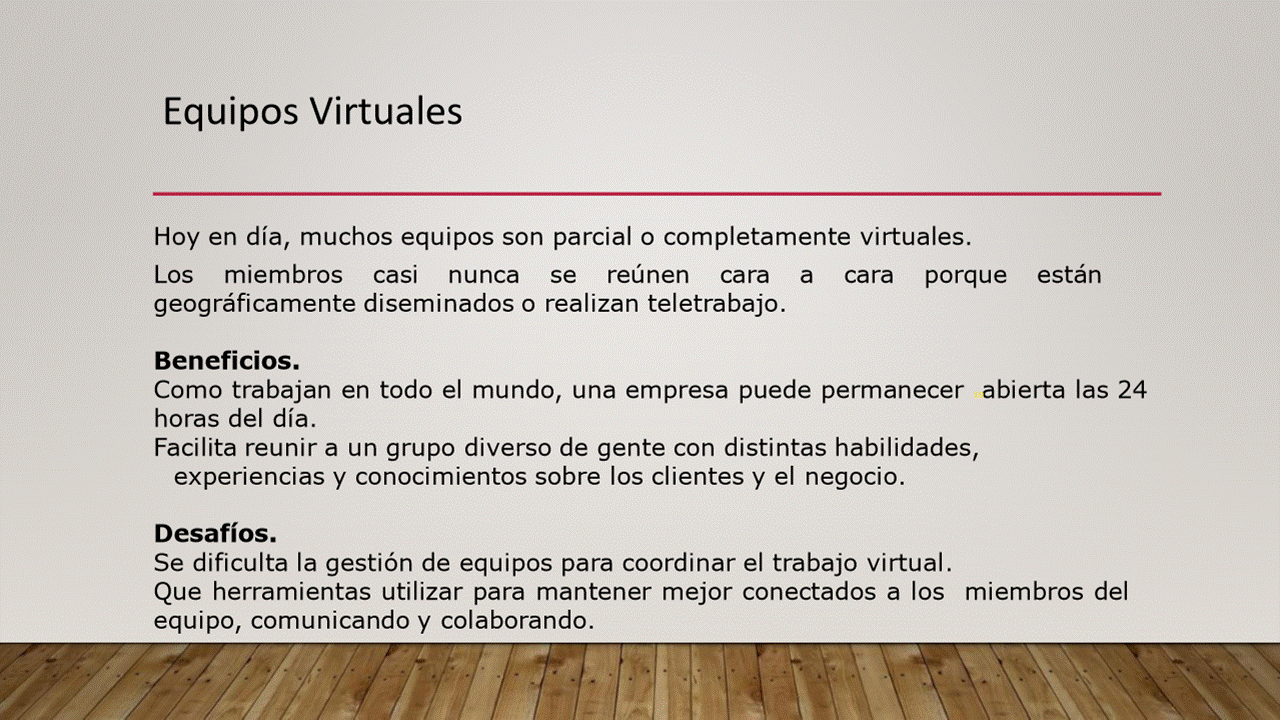 Equipos Virtuales
Hoy en día, muchos equipos son parcial o completamente virtuales.
Los miembros casi nunca se reúnen cara a cara porque están
geográficamente diseminados o realizan teletrabajo.
Beneficios.
Como trabajan en todo el mundo, una empresa puede permanecer abierta las 24
horas del día.
Facilita reunir a un grupo diverso de gente con distintas habilidades,
experiencias y conocimientos sobre los clientes y el negocio.
Desafíos.
Se dificulta la gestión de equipos para coordinar el trabajo virtual.
Que herramientas utilizar para mantener mejor conectados a los miembros del
equipo, comunicando y colaborando.